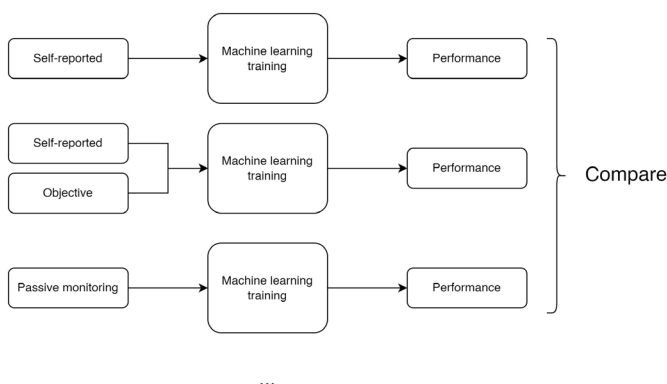 Self-reported
Machine learning
training
Performance
Self-reported
Objective
Machine learning
training
Performance
Compare
Passive monitoring
Machine learning
training
Performance
...